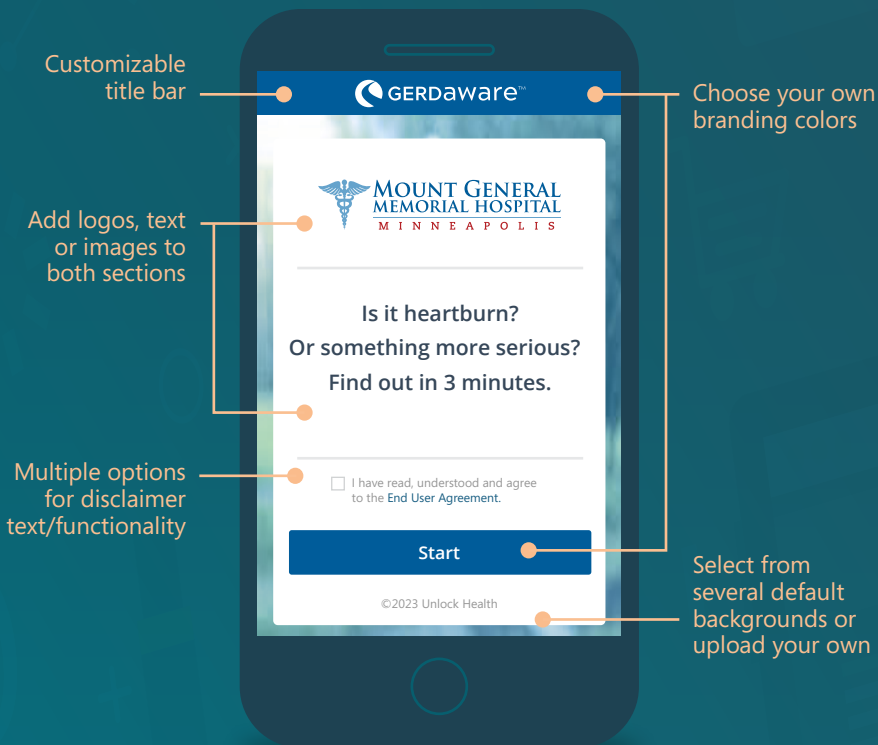 Customizable
title bar
Add logos, text
or images to
both sections
Multiple options
for disclaimer
text/functionality
GERDaware™
MOUNT GENERAL
MEMORIAL HOSPITAL
MINNEAPOLIS
Is it heartburn?
Or something more serious?
Find out in 3 minutes.
I have read, understood and agree
to the End User Agreement.
Start
©2023 Unlock Health
Choose your own
branding colors
Select from
several default
backgrounds or
upload your own